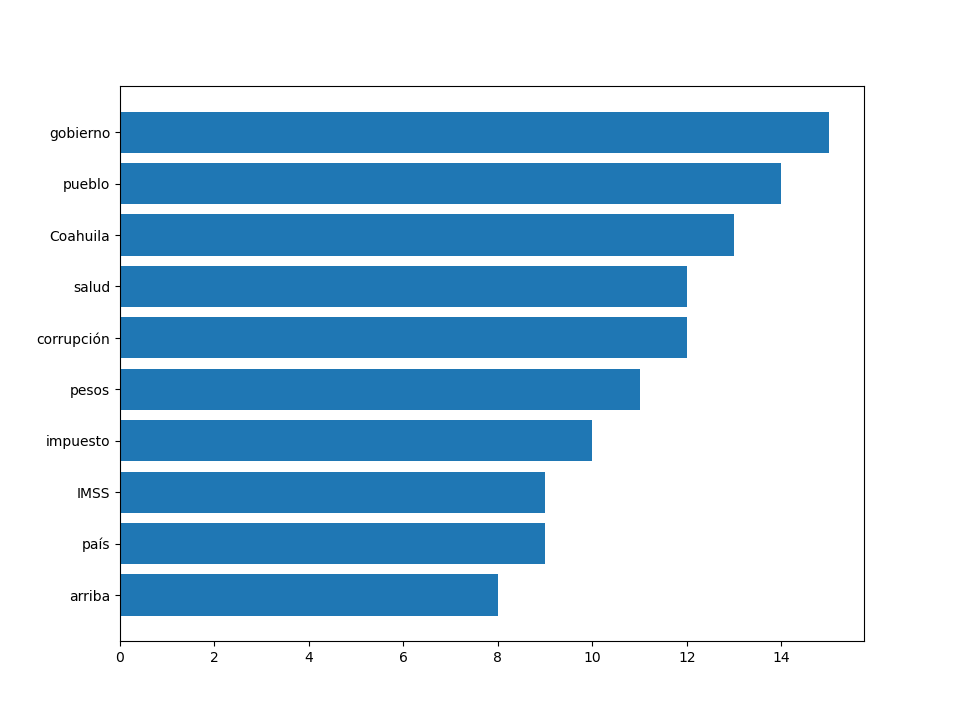 gobierno
pueblo
Coahuila
salud
corrupción
pesos
impuesto
IMSS
país
arriba
0 2 4 6 8 10 12 14